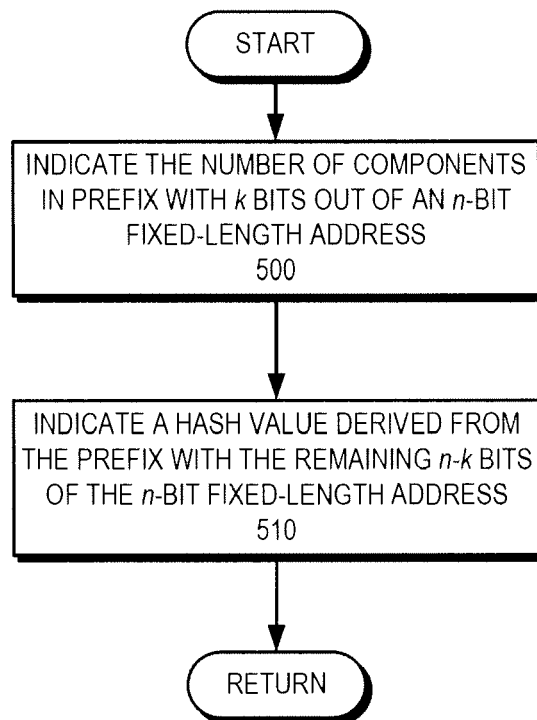 START
INDICATE THE NUMBER OF COMPONENTS
IN PREFIX WITH k BITS OUT OF AN n-BIT
FIXED-LENGTH ADDRESS
500
INDICATE A HASH VALUE DERIVED FROM
THE PREFIX WITH THE REMAINING n-k BITS
OF THE n-BIT FIXED-LENGTH ADDRESS
510
RETURN